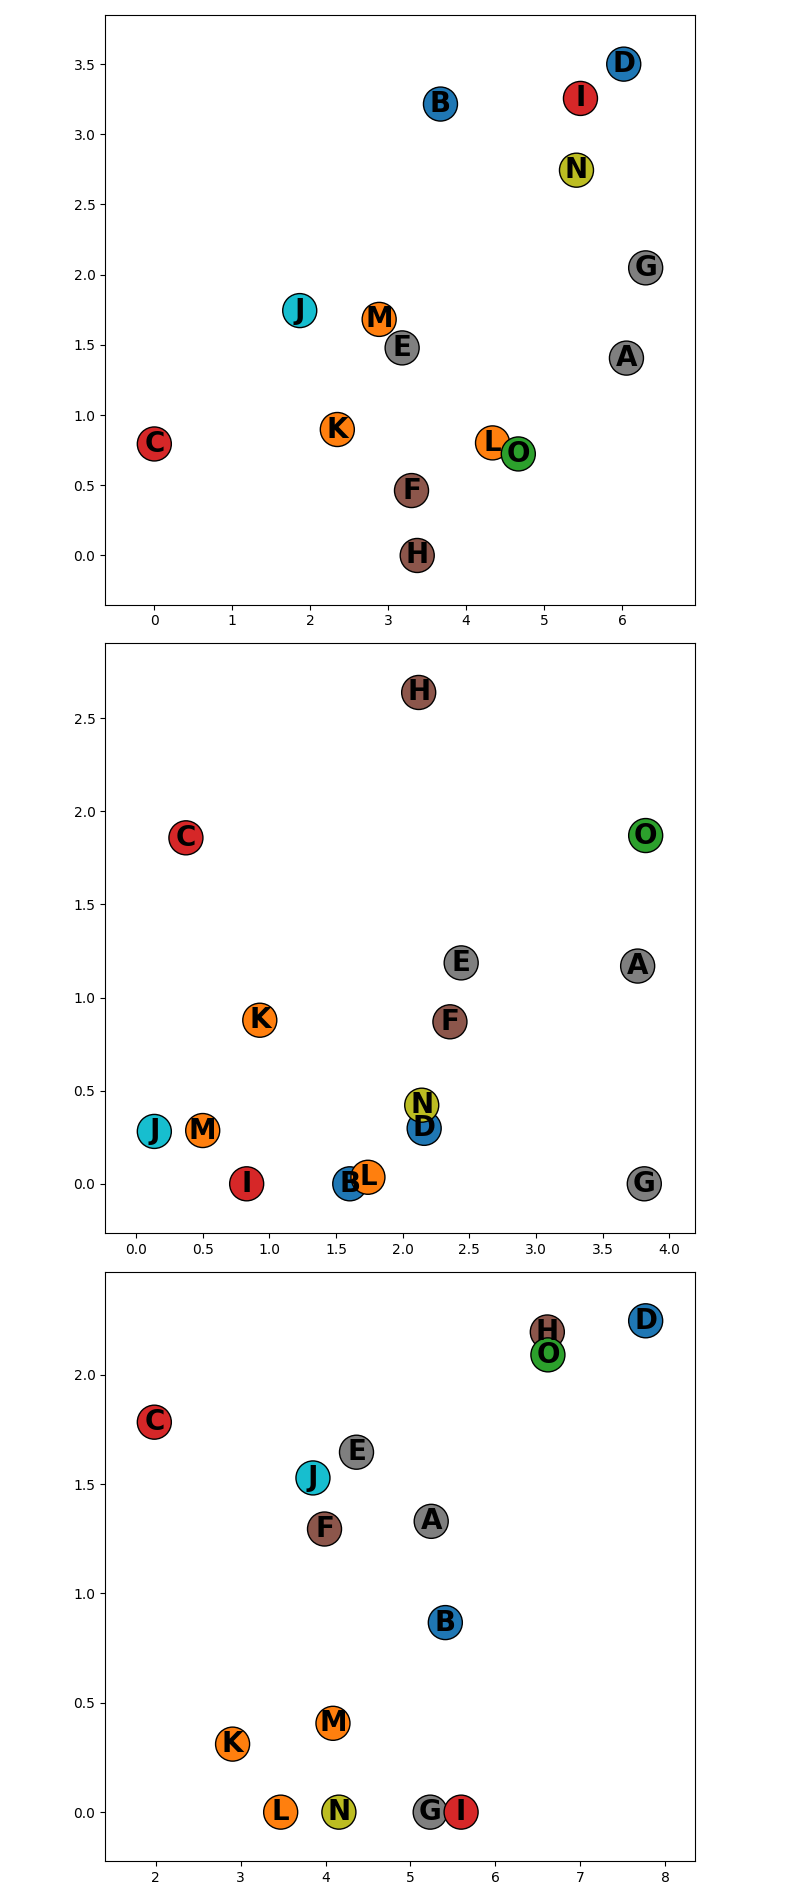 3.5 D
I
B
3.0
N
2.5
G
2.0
J M
1.5 E A
1.0 K
C L O
0.5 F
0.0 H
0 1 2 3 4 5 6
H
2.5
2.0
C O
1.5
E A
1.0
K F
0.5 N
D
J M
0.0 I B L G
0.0 0.5 1.0 1.5 2.0 2.5 3.0 3.5 4.0
D
H
O
2.0
C
E
1.5 J
F A
1.0
B
0.5
M
K
0.0 L N G I
2 3 4 5 6 7 8